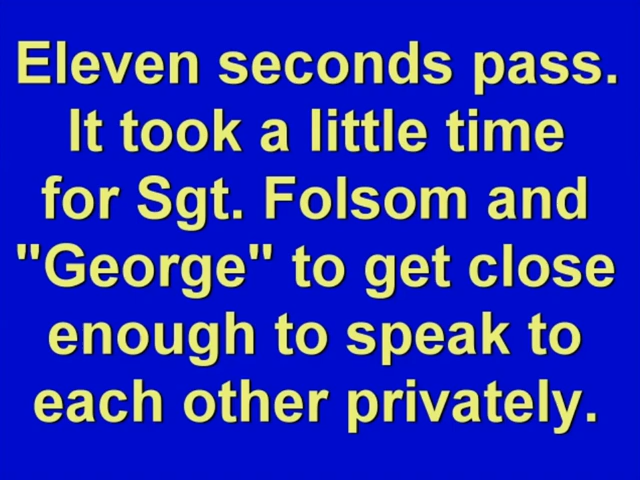 Eleven seconds pass.
It took a little time
for Sgt. Folsom and
"George" to get close
enough to speak to
each other privately.